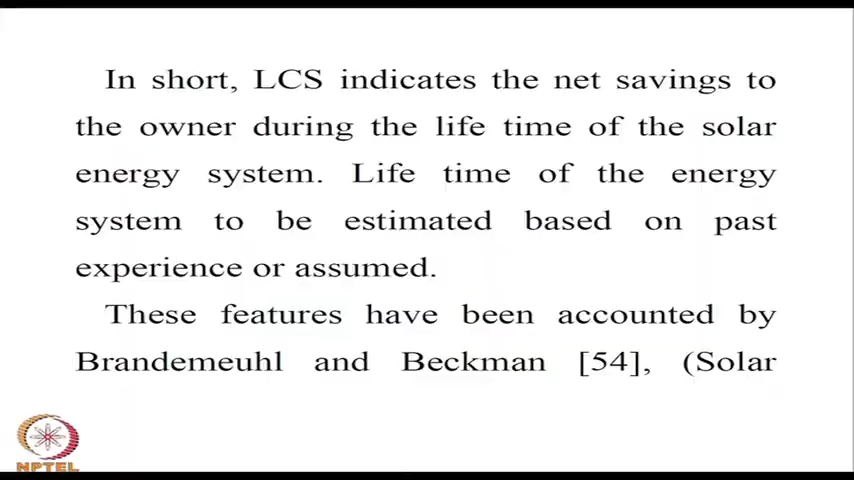 In short, LCS indicates the net savings to
the owner during the life time of the solar
energy system. Life time of the energy
system to be estimated based on past
experience or assumed.
These features have been accounted by
Brandemeuhl and Beckman [54], (Solar
NPTEL